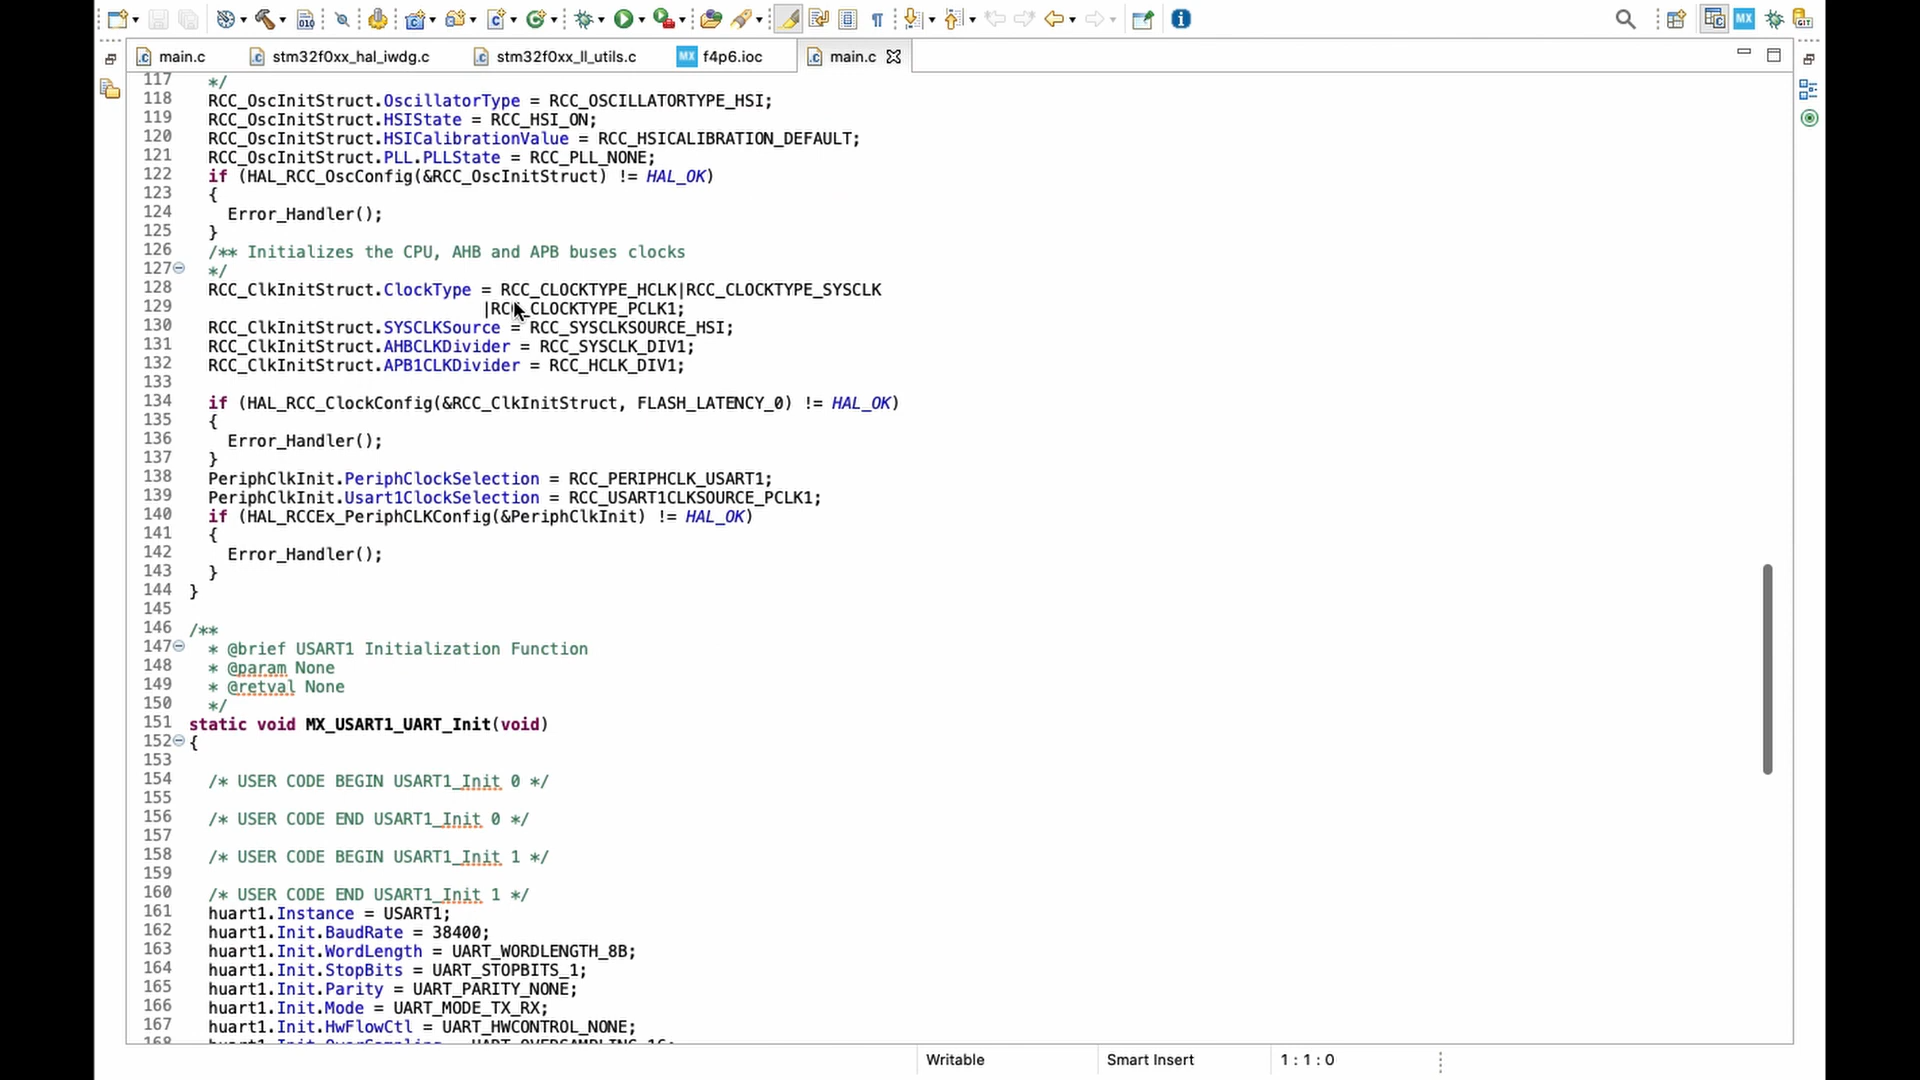 main.c
stm32f0xx_hal_iwdg.c
stm32f0xx_ll_utils.c
MX f4p6.ioc
main.c
117 */
118 RCC_OscInitStruct.OscillatorType = RCC_OSCILLATORTYPE_HSI;
119 RCC_OscInitStruct.HSIState = RCC_HSI_ON;
120 RCC_OscInitStruct.HSICalibrationValue = RCC_HSICALIBRATION_DEFAULT;
121 RCC_OscInitStruct.PLL.PLLState = RCC_PLL_NONE;
122 if (HAL_RCC_OscConfig(&RCC_OscInitStruct) != HAL_OK)
123 {
124 Error_Handler();
125 }
126 /** Initializes the CPU, AHB and APB buses clocks
127 */
128 RCC_ClkInitStruct.ClockType = RCC_CLOCKTYPE_HCLK|RCC_CLOCKTYPE_SYSCLK
129 |RCC_CLOCKTYPE_PCLK1;
130 RCC_ClkInitStruct.SYSCLKSource = RCC_SYSCLKSOURCE_HSI;
131 RCC_ClkInitStruct.AHBCLKDivider = RCC_SYSCLK_DIV1;
132 RCC_ClkInitStruct.APB1CLKDivider = RCC_HCLK_DIV1;
133
134 if (HAL_RCC_ClockConfig(&RCC_ClkInitStruct, FLASH_LATENCY_0) != HAL_OK)
135 {
136 Error_Handler();
137 }
138 PeriphClkInit.PeriphClockSelection = RCC_PERIPHCLK_USART1;
139 PeriphClkInit.Usart1ClockSelection = RCC_USART1CLKSOURCE_PCLK1;
140 if (HAL_RCCEx_PeriphCLKConfig(&PeriphClkInit) != HAL_OK)
141 {
142 Error_Handler();
143 }
144 }
145
146 /**
147 * @brief USART1 Initialization Function
148 * @param None
149 * @retval None
150 */
151 static void MX_USART1_UART_Init(void)
152 {
153
154 /* USER CODE BEGIN USART1_Init 0 */
155
156 /* USER CODE END USART1_Init 0 */
157
158 /* USER CODE BEGIN USART1_Init 1 */
159
160 /* USER CODE END USART1_Init 1 */
161 huart1.Instance = USART1;
162 huart1.Init.BaudRate = 38400;
163 huart1.Init.WordLength = UART_WORDLENGTH_8B;
164 huart1.Init.StopBits = UART_STOPBITS_1;
165 huart1.Init.Parity = UART_PARITY_NONE;
166 huart1.Init.Mode = UART_MODE_TX_RX;
167 huart1.Init.HwFlowCtl = UART_HWCONTROL_NONE;
168 huart1.Init.OverSampling = UART_OVERSAMPLING_16;
Writable
Smart Insert
1 : 1 : 0